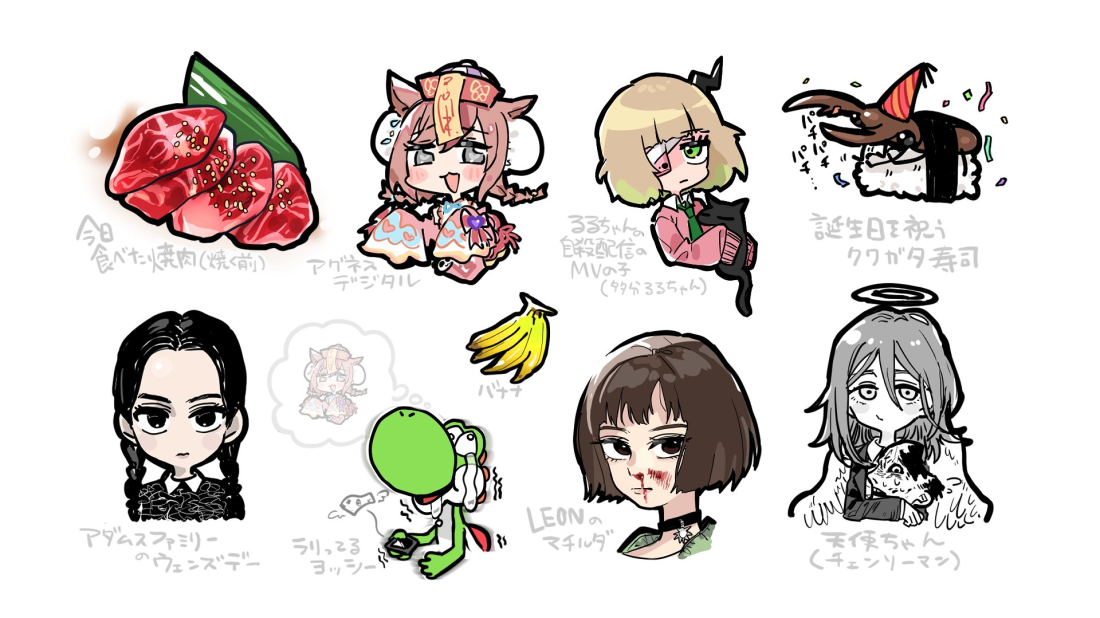 今日
食べたい焼肉(焼く前)
アグネス
デジタル
るるちゃんの
自殺配信の
MVの子
(多分るるちゃん)
パチ
パチ
パチ
誕生日を祝う
クワガタ寿司
アダムスファミリー
のウェンズデー
ラリってる
ヨッシー
バナナ
LEONの
マチルダ
天使ちゃん
(チェンソーマン)